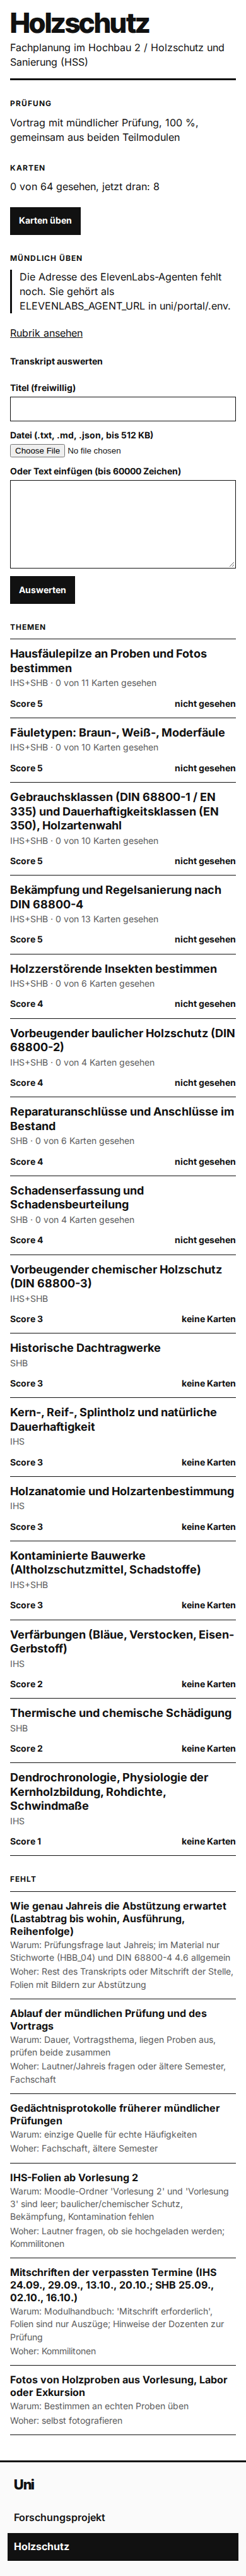 Holzschutz
Fachplanung im Hochbau 2 / Holzschutz und
Sanierung (HSS)
PRÜFUNG
Vortrag mit mündlicher Prüfung, 100 %,
gemeinsam aus beiden Teilmodulen
KARTEN
0 von 64 gesehen, jetzt dran: 8
Karten üben
MÜNDLICH ÜBEN
Die Adresse des ElevenLabs-Agenten fehlt
noch. Sie gehört als
ELEVENLABS_AGENT_URL in uni/portal/.env.
Rubrik ansehen
Transkript auswerten
Titel (freiwillig)
Datei (.txt, .md, .json, bis 512 KB)
Choose File No file chosen
Oder Text einfügen (bis 60000 Zeichen)
Auswerten
THEMEN
Hausfäulepilze an Proben und Fotos
bestimmen
IHS+SHB · 0 von 11 Karten gesehen
Score 5 nicht gesehen
Fäuletypen: Braun-, Weiß-, Moderfäule
IHS+SHB · 0 von 10 Karten gesehen
Score 5 nicht gesehen
Gebrauchsklassen (DIN 68800-1 / EN
335) und Dauerhaftigkeitsklassen (EN
350), Holzartenwahl
IHS+SHB · 0 von 10 Karten gesehen
Score 5 nicht gesehen
Bekämpfung und Regelsanierung nach
DIN 68800-4
IHS+SHB · 0 von 13 Karten gesehen
Score 5 nicht gesehen
Holzzerstörende Insekten bestimmen
IHS+SHB · 0 von 6 Karten gesehen
Score 4 nicht gesehen
Vorbeugender baulicher Holzschutz (DIN
68800-2)
IHS+SHB · 0 von 4 Karten gesehen
Score 4 nicht gesehen
Reparaturanschlüsse und Anschlüsse im
Bestand
SHB · 0 von 6 Karten gesehen
Score 4 nicht gesehen
Schadenserfassung und
Schadensbeurteilung
SHB · 0 von 4 Karten gesehen
Score 4 nicht gesehen
Vorbeugender chemischer Holzschutz
(DIN 68800-3)
IHS+SHB
Score 3 keine Karten
Historische Dachtragwerke
SHB
Score 3 keine Karten
Kern-, Reif-, Splintholz und natürliche
Dauerhaftigkeit
IHS
Score 3 keine Karten
Holzanatomie und Holzartenbestimmung
IHS
Score 3 keine Karten
Kontaminierte Bauwerke
(Altholzschutzmittel, Schadstoffe)
IHS+SHB
Score 3 keine Karten
Verfärbungen (Bläue, Verstocken, Eisen-
Gerbstoff)
IHS
Score 2 keine Karten
Thermische und chemische Schädigung
SHB
Score 2 keine Karten
Dendrochronologie, Physiologie der
Kernholzbildung, Rohdichte,
Schwindmaße
IHS
Score 1 keine Karten
FEHLT
Wie genau Jahreis die Abstützung erwartet
(Lastabtrag bis wohin, Ausführung,
Reihenfolge)
Warum: Prüfungsfrage laut Jahreis; im Material nur
Stichworte (HBB_04) und DIN 68800-4 4.6 allgemein
Woher: Rest des Transkripts oder Mitschrift der Stelle,
Folien mit Bildern zur Abstützung
Ablauf der mündlichen Prüfung und des
Vortrags
Warum: Dauer, Vortragsthema, liegen Proben aus,
prüfen beide zusammen
Woher: Lautner/Jahreis fragen oder ältere Semester,
Fachschaft
Gedächtnisprotokolle früherer mündlicher
Prüfungen
Warum: einzige Quelle für echte Häufigkeiten
Woher: Fachschaft, ältere Semester
IHS-Folien ab Vorlesung 2
Warum: Moodle-Ordner 'Vorlesung 2' und 'Vorlesung
3' sind leer; baulicher/chemischer Schutz,
Bekämpfung, Kontamination fehlen
Woher: Lautner fragen, ob sie hochgeladen werden;
Kommilitonen
Mitschriften der verpassten Termine (IHS
24.09., 29.09., 13.10., 20.10.; SHB 25.09.,
02.10., 16.10.)
Warum: Modulhandbuch: 'Mitschrift erforderlich',
Folien sind nur Auszüge; Hinweise der Dozenten zur
Prüfung
Woher: Kommilitonen
Fotos von Holzproben aus Vorlesung, Labor
oder Exkursion
Warum: Bestimmen an echten Proben üben
Woher: selbst fotografieren
Uni
Forschungsprojekt
Holzschutz